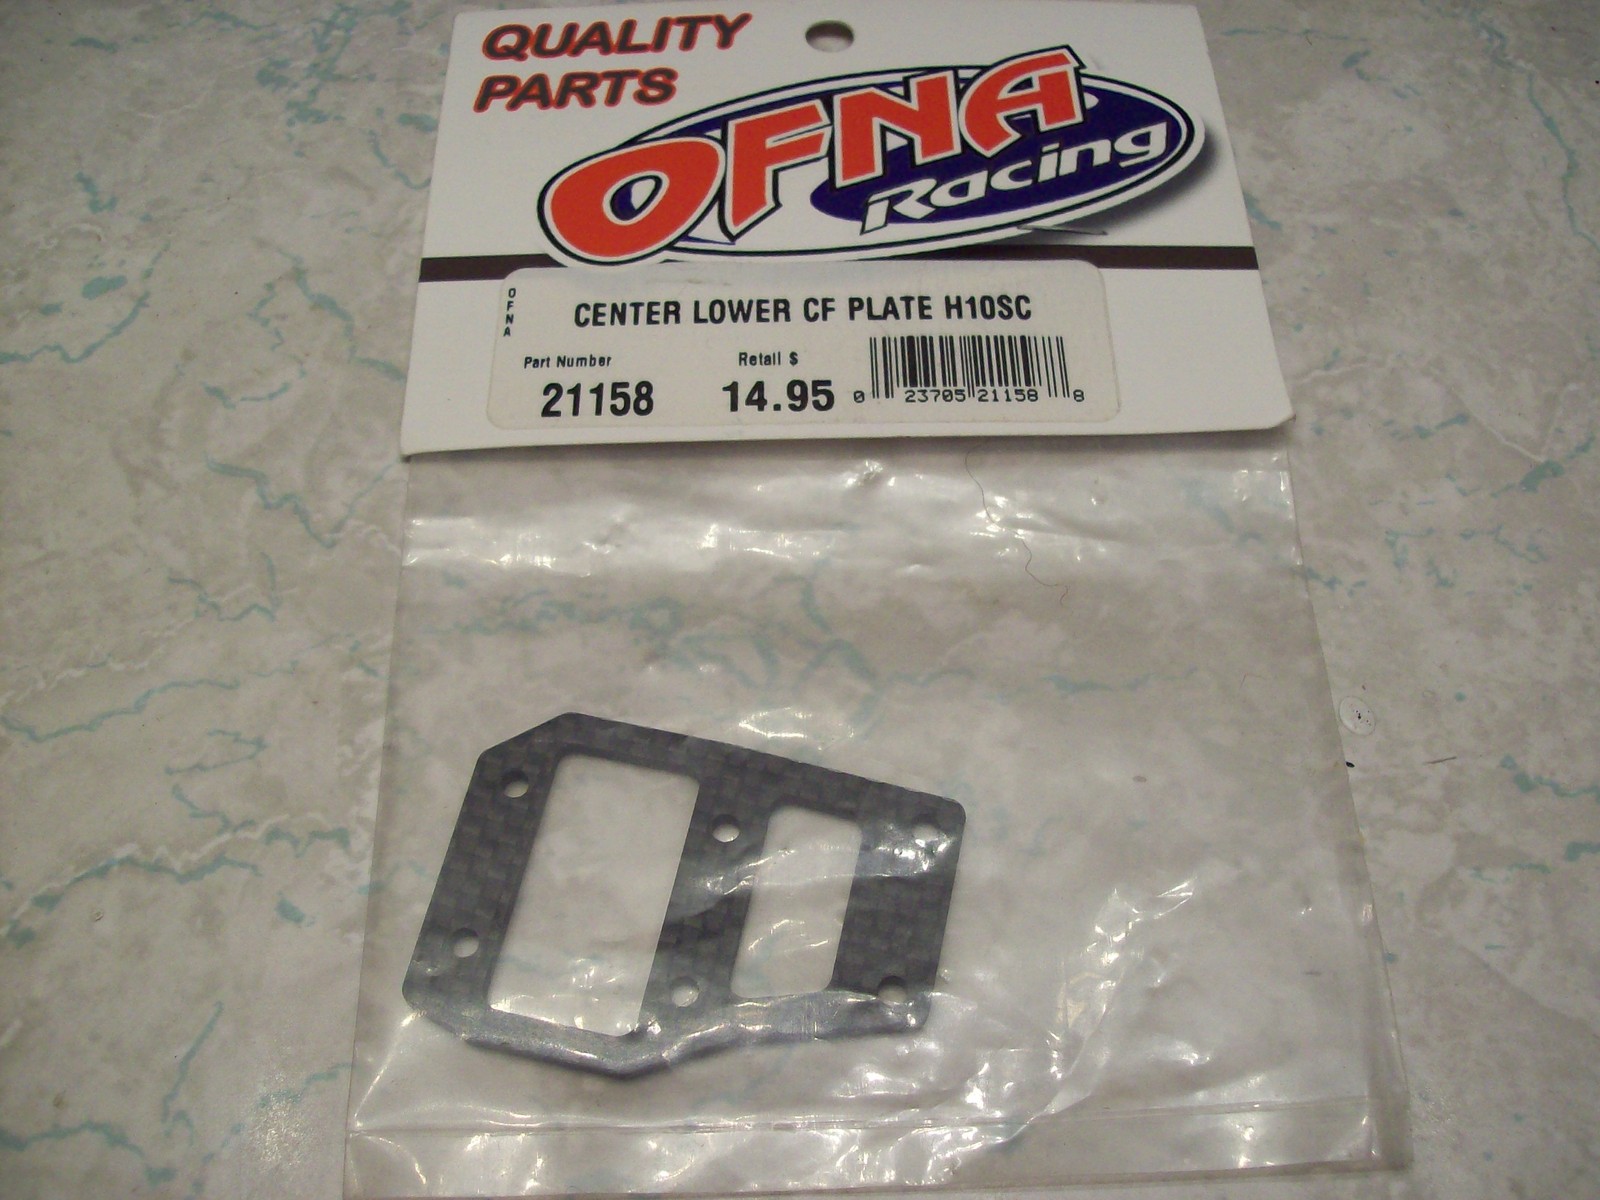 QUALITY
PARTS
OFNA
Racing
OFNA
CENTER LOWER CF PLATE H10SC
Part Number
Retail $
21158
14.95
0 23705 21158 8